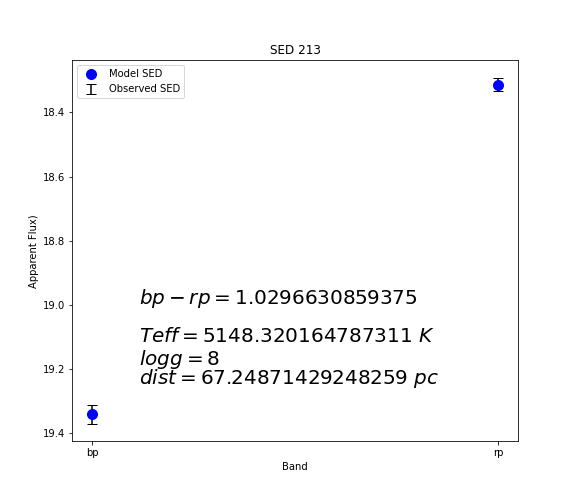 SED 213
Model SED
Observed SED
18.4
18.6
18.8
19.0
19.2
19.4
Apparent Flux)
bp − rp = 1.0296630859375
Teff = 5148.320164787311 K
logg = 8
dist = 67.24871429248259 pc
bp
rp
Band